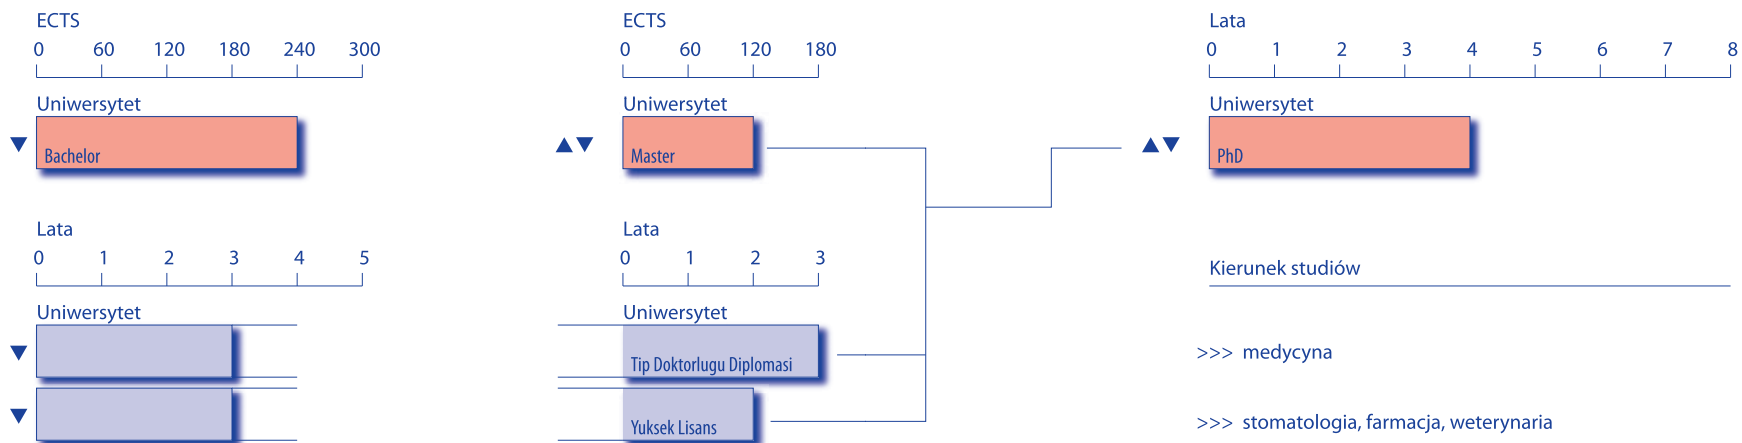 ECTS ECTS Lata
0 60 120 180 240 300 0 60 120 180 0 1 2 3 4 5 6 7 8
Uniwersytet Uniwersytet Uniwersytet
Bachelor Master PhD
Lata Lata
0 1 2 3 4 5 0 1 2 3 Kierunek studiów
Uniwersytet Uniwersytet
Tip Doktorlugu Diplomasi >>> medycyna
Yuksek Lisans >>> stomatologia, farmacja, weterynaria